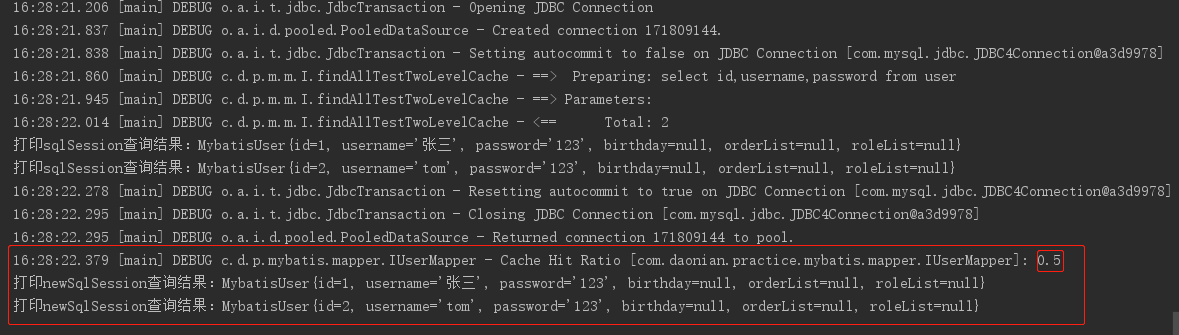 16:28:21.206 [main] DEBUG o.a.i.t.jdbc.JdbcTransaction - Opening JDBC Connection
16:28:21.837 [main] DEBUG o.a.i.d.pooled.PooledDataSource - Created connection 171809144.
16:28:21.838 [main] DEBUG o.a.i.t.jdbc.JdbcTransaction - Setting autocommit to false on JDBC Connection [com.mysql.jdbc.JDBC4Connection@a3d9978]
16:28:21.860 [main] DEBUG c.d.p.m.m.I.findAllTestTwoLevelCache - ==>  Preparing: select id,username,password from user
16:28:21.945 [main] DEBUG c.d.p.m.m.I.findAllTestTwoLevelCache - ==> Parameters:
16:28:22.014 [main] DEBUG c.d.p.m.m.I.findAllTestTwoLevelCache - <==      Total: 2
打印sqlSession查询结果：MybatisUser{id=1, username='张三', password='123', birthday=null, orderList=null, roleList=null}
打印sqlSession查询结果：MybatisUser{id=2, username='tom', password='123', birthday=null, orderList=null, roleList=null}
16:28:22.278 [main] DEBUG o.a.i.t.jdbc.JdbcTransaction - Resetting autocommit to true on JDBC Connection [com.mysql.jdbc.JDBC4Connection@a3d9978]
16:28:22.295 [main] DEBUG o.a.i.t.jdbc.JdbcTransaction - Closing JDBC Connection [com.mysql.jdbc.JDBC4Connection@a3d9978]
16:28:22.295 [main] DEBUG o.a.i.d.pooled.PooledDataSource - Returned connection 171809144 to pool.
16:28:22.379 [main] DEBUG c.d.p.mybatis.mapper.IUserMapper - Cache Hit Ratio [com.daonian.practice.mybatis.mapper.IUserMapper]: 0.5
打印newSqlSession查询结果：MybatisUser{id=1, username='张三', password='123', birthday=null, orderList=null, roleList=null}
打印newSqlSession查询结果：MybatisUser{id=2, username='tom', password='123', birthday=null, orderList=null, roleList=null}